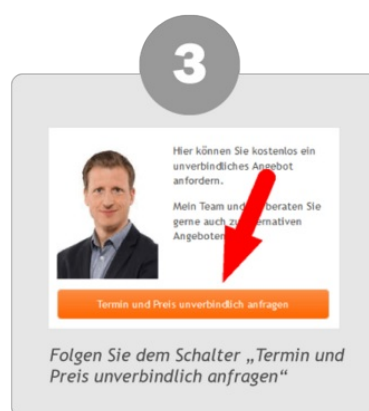 3
Hier können Sie kostenlos ein
unverbindliches Angebot
anfordern.
Mein Team und beraten Sie
gerne auch zu
Angeboten
Termin und Preis unverbindlich anfragen
Folgen Sie dem Schalter „Termin und
Preis unverbindlich anfragen“